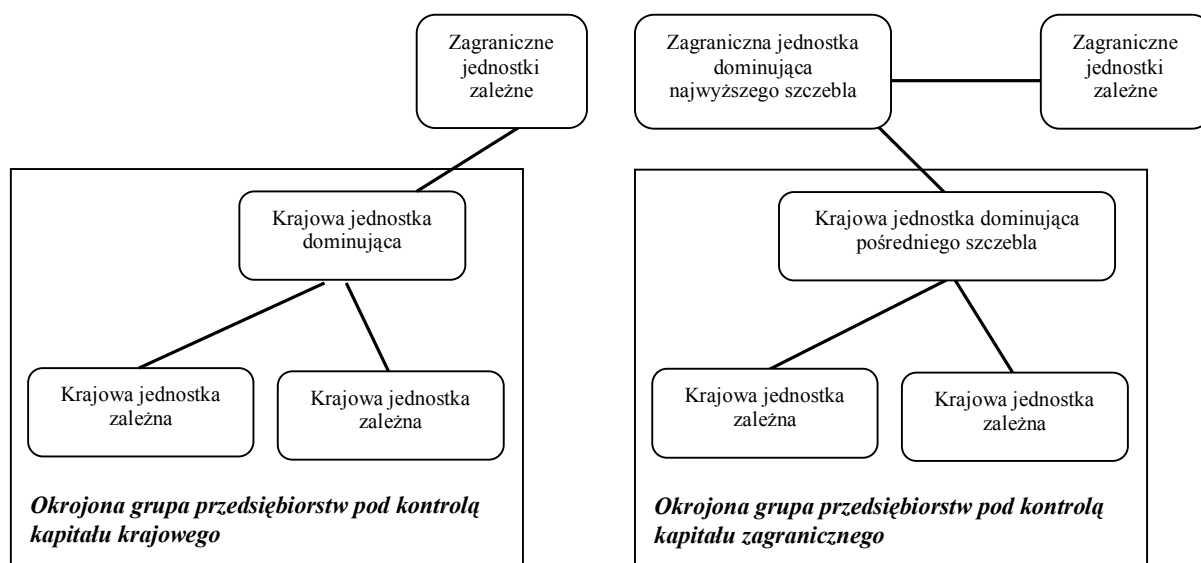 Zagraniczne
jednostki
zależne
Krajowa jednostka
dominująca
Krajowa jednostka
zależna
Krajowa jednostka
zależna
Okrojona grupa przedsiębiorstw pod kontrolą
kapitału krajowego
Zagraniczna jednostka
dominująca
najwyższego szczebla
Zagraniczne
jednostki
zależne
Krajowa jednostka dominująca
pośredniego szczebla
Krajowa jednostka
zależna
Krajowa jednostka
zależna
Okrojona grupa przedsiębiorstw pod kontrolą
kapitału zagranicznego